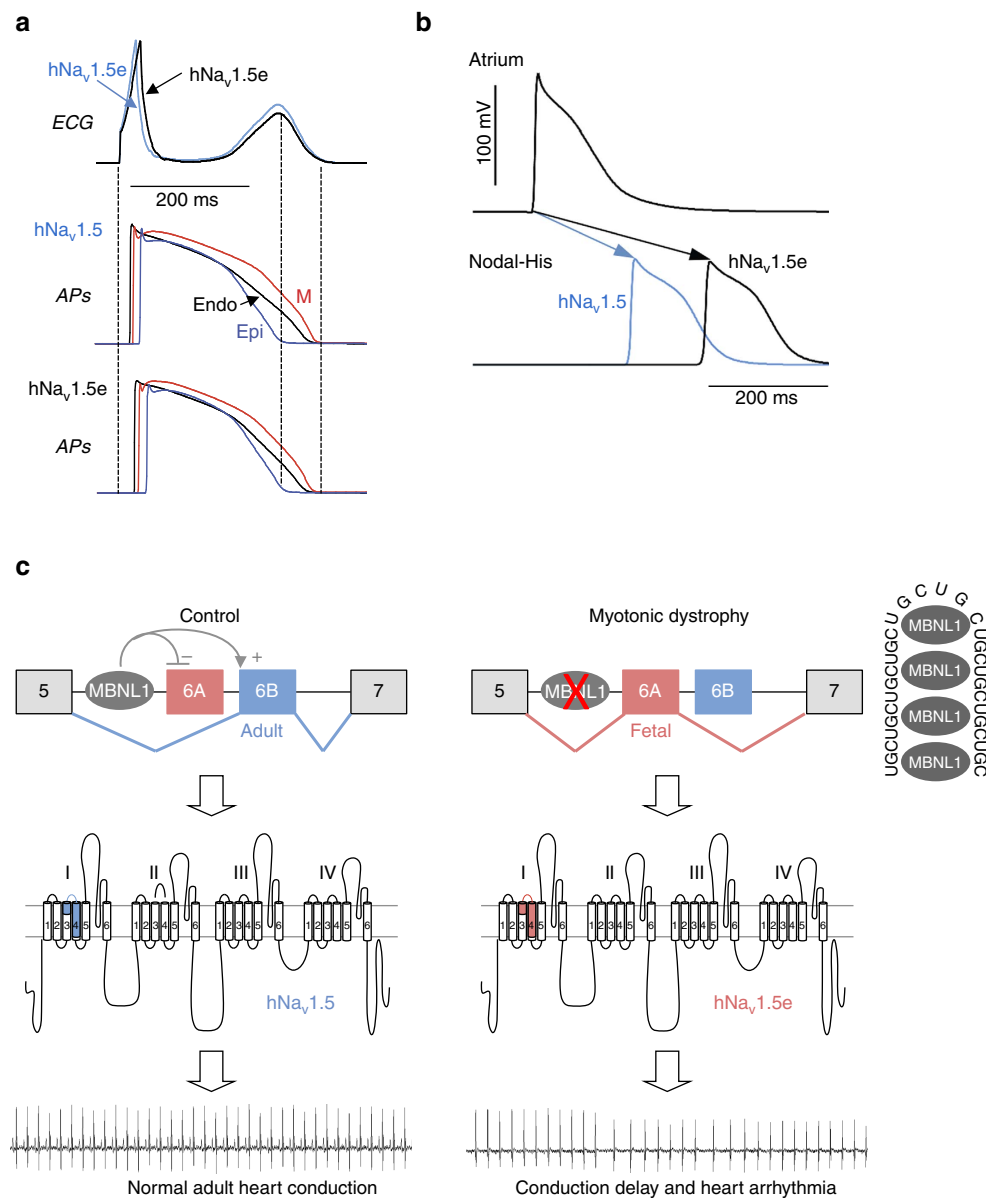 a
hNav1.5e
hNav1.5e
ECG
200 ms
hNav1.5
APs
Endo
M
Epi
hNav1.5e
APs
b
Atrium
100 mV
Nodal-His
hNav1.5e
hNav1.5
200 ms
c
Control
5
MBNL1
–
6A
+
6B
7
Adult
Myotonic dystrophy
5
MBNL1
6A
6B
7
Fetal
UGCUGCUGCUGCUGCUGCUGCUGCUGC
MBNL1
MBNL1
MBNL1
MBNL1
I II III IV
1 2 3 4 5 6 1 2 3 4 5 6 1 2 3 4 5 6 1 2 3 4 5 6
hNav1.5
I II III IV
1 2 3 4 5 6 1 2 3 4 5 6 1 2 3 4 5 6 1 2 3 4 5 6
hNav1.5e
Normal adult heart conduction
Conduction delay and heart arrhythmia